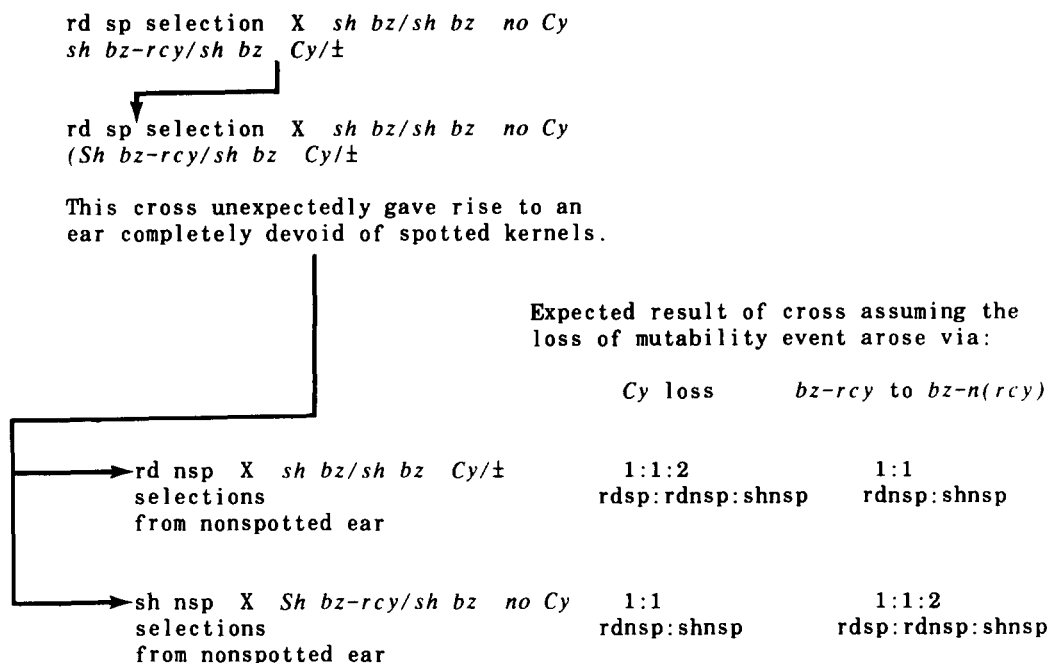 rd sp selection X sh bz/sh bz no Cy
sh bz-rcy/sh bz Cy/±
rd sp selection X sh bz/sh bz no Cy
(Sh bz-rcy/sh bz Cy/±
This cross unexpectedly gave rise to an
ear completely devoid of spotted kernels.
Expected result of cross assuming the
loss of mutability event arose via:
Cy loss bz-rcy to bz-n(rcy)
rd nsp X sh bz/sh bz Cy/± 1:1:2 1:1
selections rdsp:rdnsp:shnsp rdnsp:shnsp
from nonspotted ear
sh nsp X Sh bz-rcy/sh bz no Cy 1:1 1:1:2
selections rdnsp:shnsp rdsp:rdnsp:shnsp
from nonspotted ear